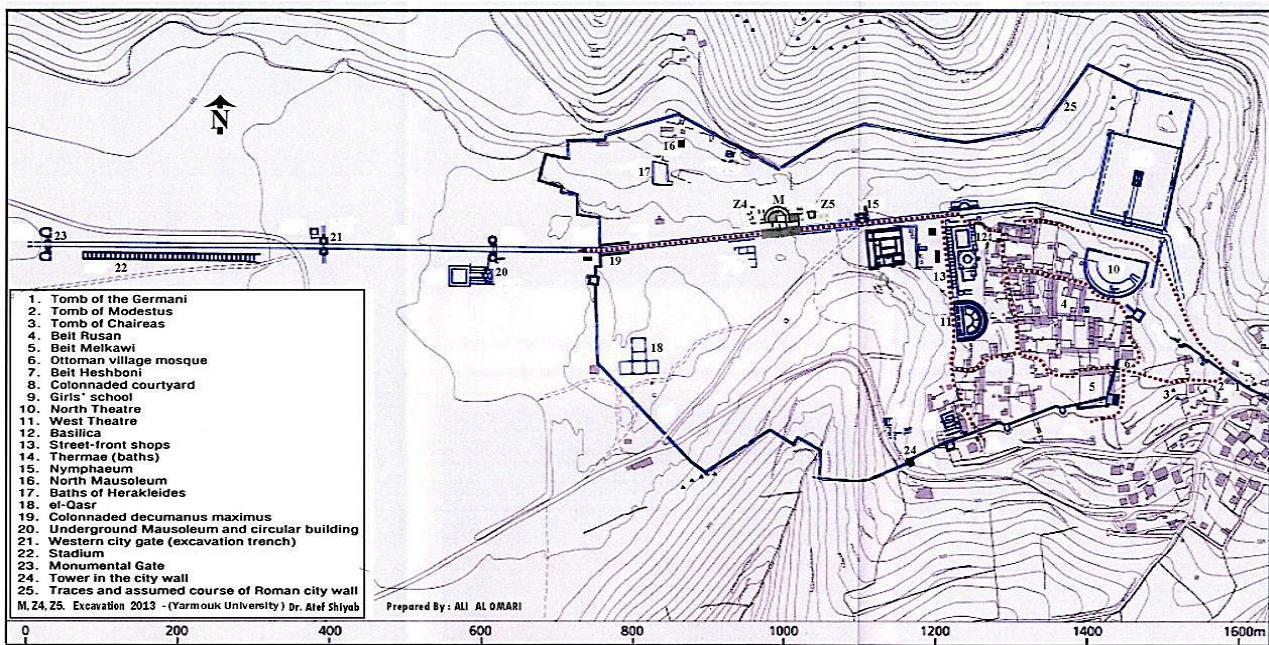 N
25
16
17
Z4
M
Z5
15
23
21
22
20
19
12
13
10
4
11
18
5
6
3
1
24
1. Tomb of the Germani
2. Tomb of Modestus
3. Tomb of Chaireas
4. Beit Rusan
5. Beit Melkawi
6. Ottoman village mosque
7. Beit Heshboni
8. Colonnaded courtyard
9. Girls' school
10. North Theatre
11. West Theatre
12. Basilica
13. Street-front shops
14. Thermae (baths)
15. Nymphaeum
16. North Mausoleum
17. Baths of Herakleides
18. el-Qasr
19. Colonnaded decumanus maximus
20. Underground Mausoleum and circular building
21. Western city gate (excavation trench)
22. Stadium
23. Monumental Gate
24. Tower in the city wall
25. Traces and assumed course of Roman city wall
M, Z4, Z5. Excavation 2013 - (Yarmouk University) Dr. Atef Shiyab
Prepared By : ALI AL OMARI
0 200 400 600 800 1000 1200 1400 1600m